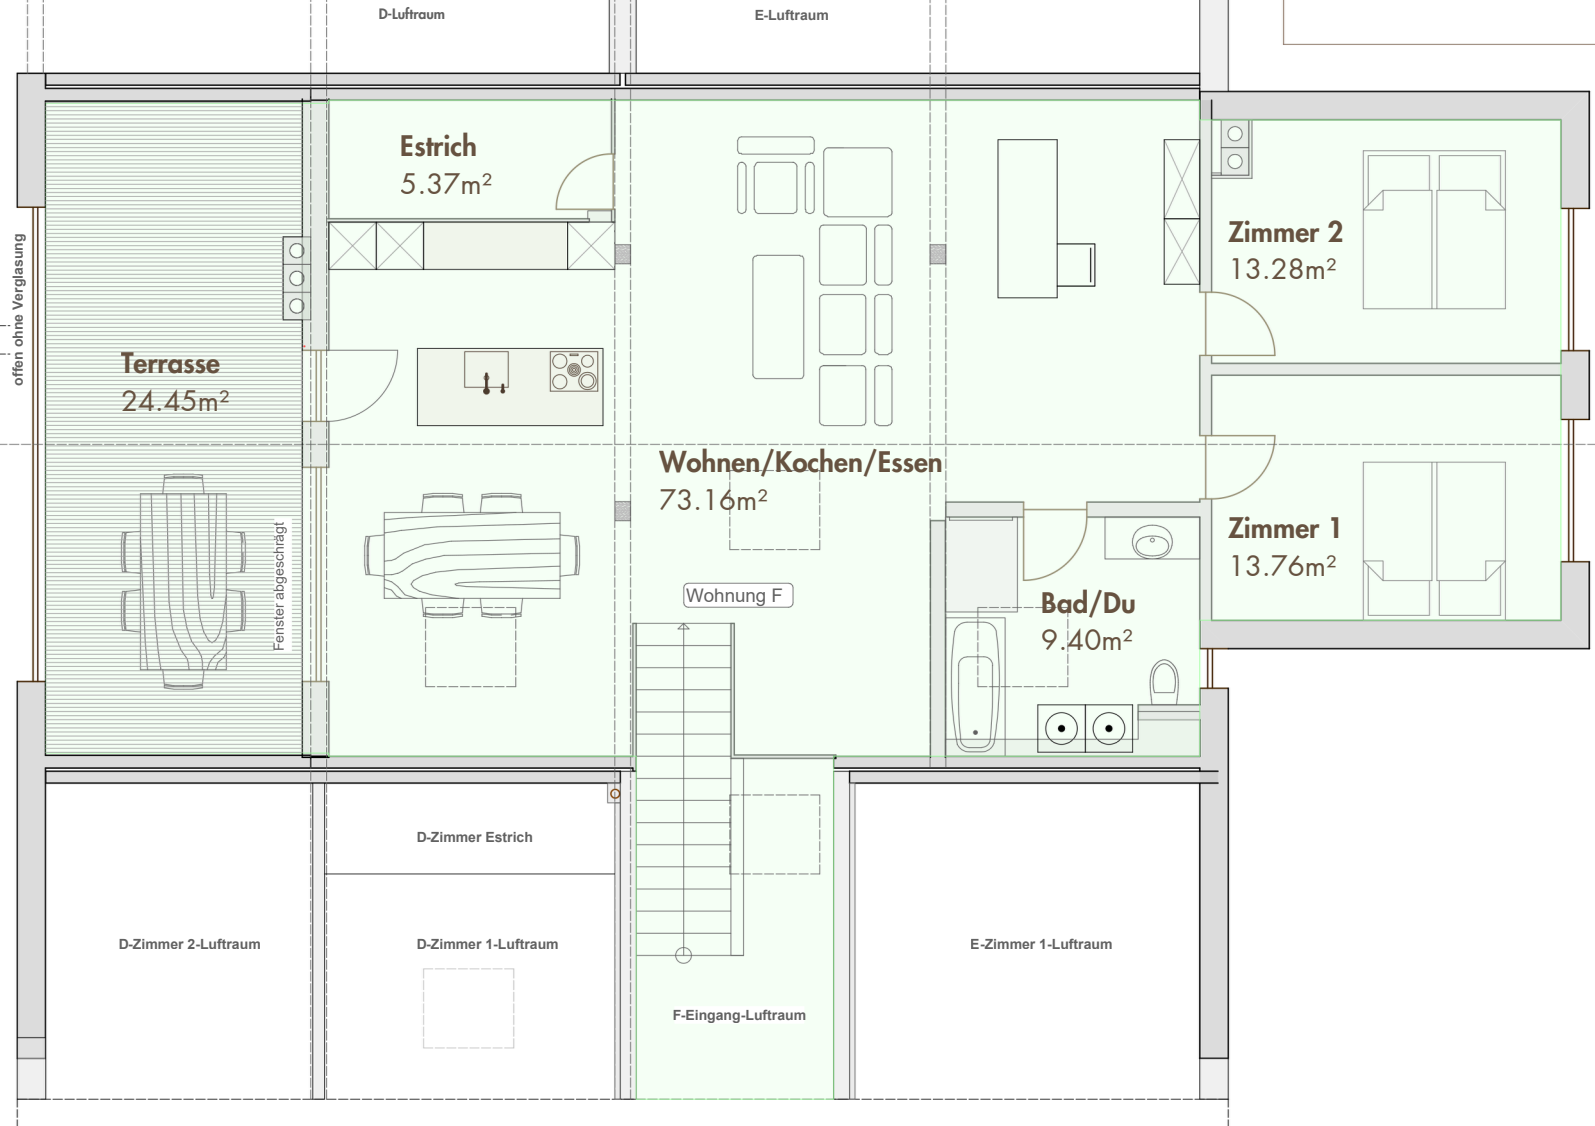 D-Luftraum
E-Luftraum
Estrich
5.37m²
Zimmer 2
13.28m²
offen ohne Verglasung
Terrasse
24.45m²
Wohnen/Kochen/Essen
73.16m²
Zimmer 1
13.76m²
Fenster abgeschrägt
Wohnung F
Bad/Du
9.40m²
D-Zimmer Estrich
D-Zimmer 2-Luftraum
D-Zimmer 1-Luftraum
E-Zimmer 1-Luftraum
F-Eingang-Luftraum